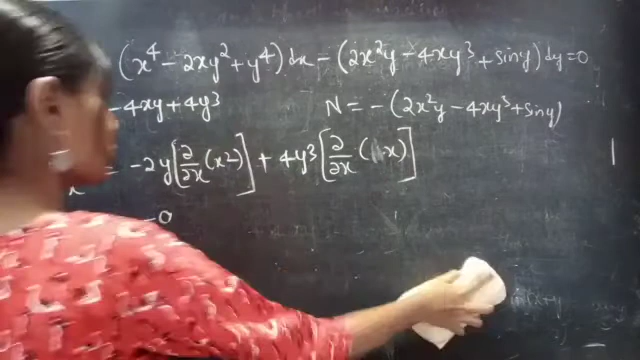 (x⁴ - 2xy² + y⁴) dx - (2x²y - 4xy³ + siny) dy = 0
- 4xy + 4y³ N = - (2x²y - 4xy³ + siny)
x = -2y [∂/∂x (x²)] + 4y³ [∂/∂x (x)]
- 0